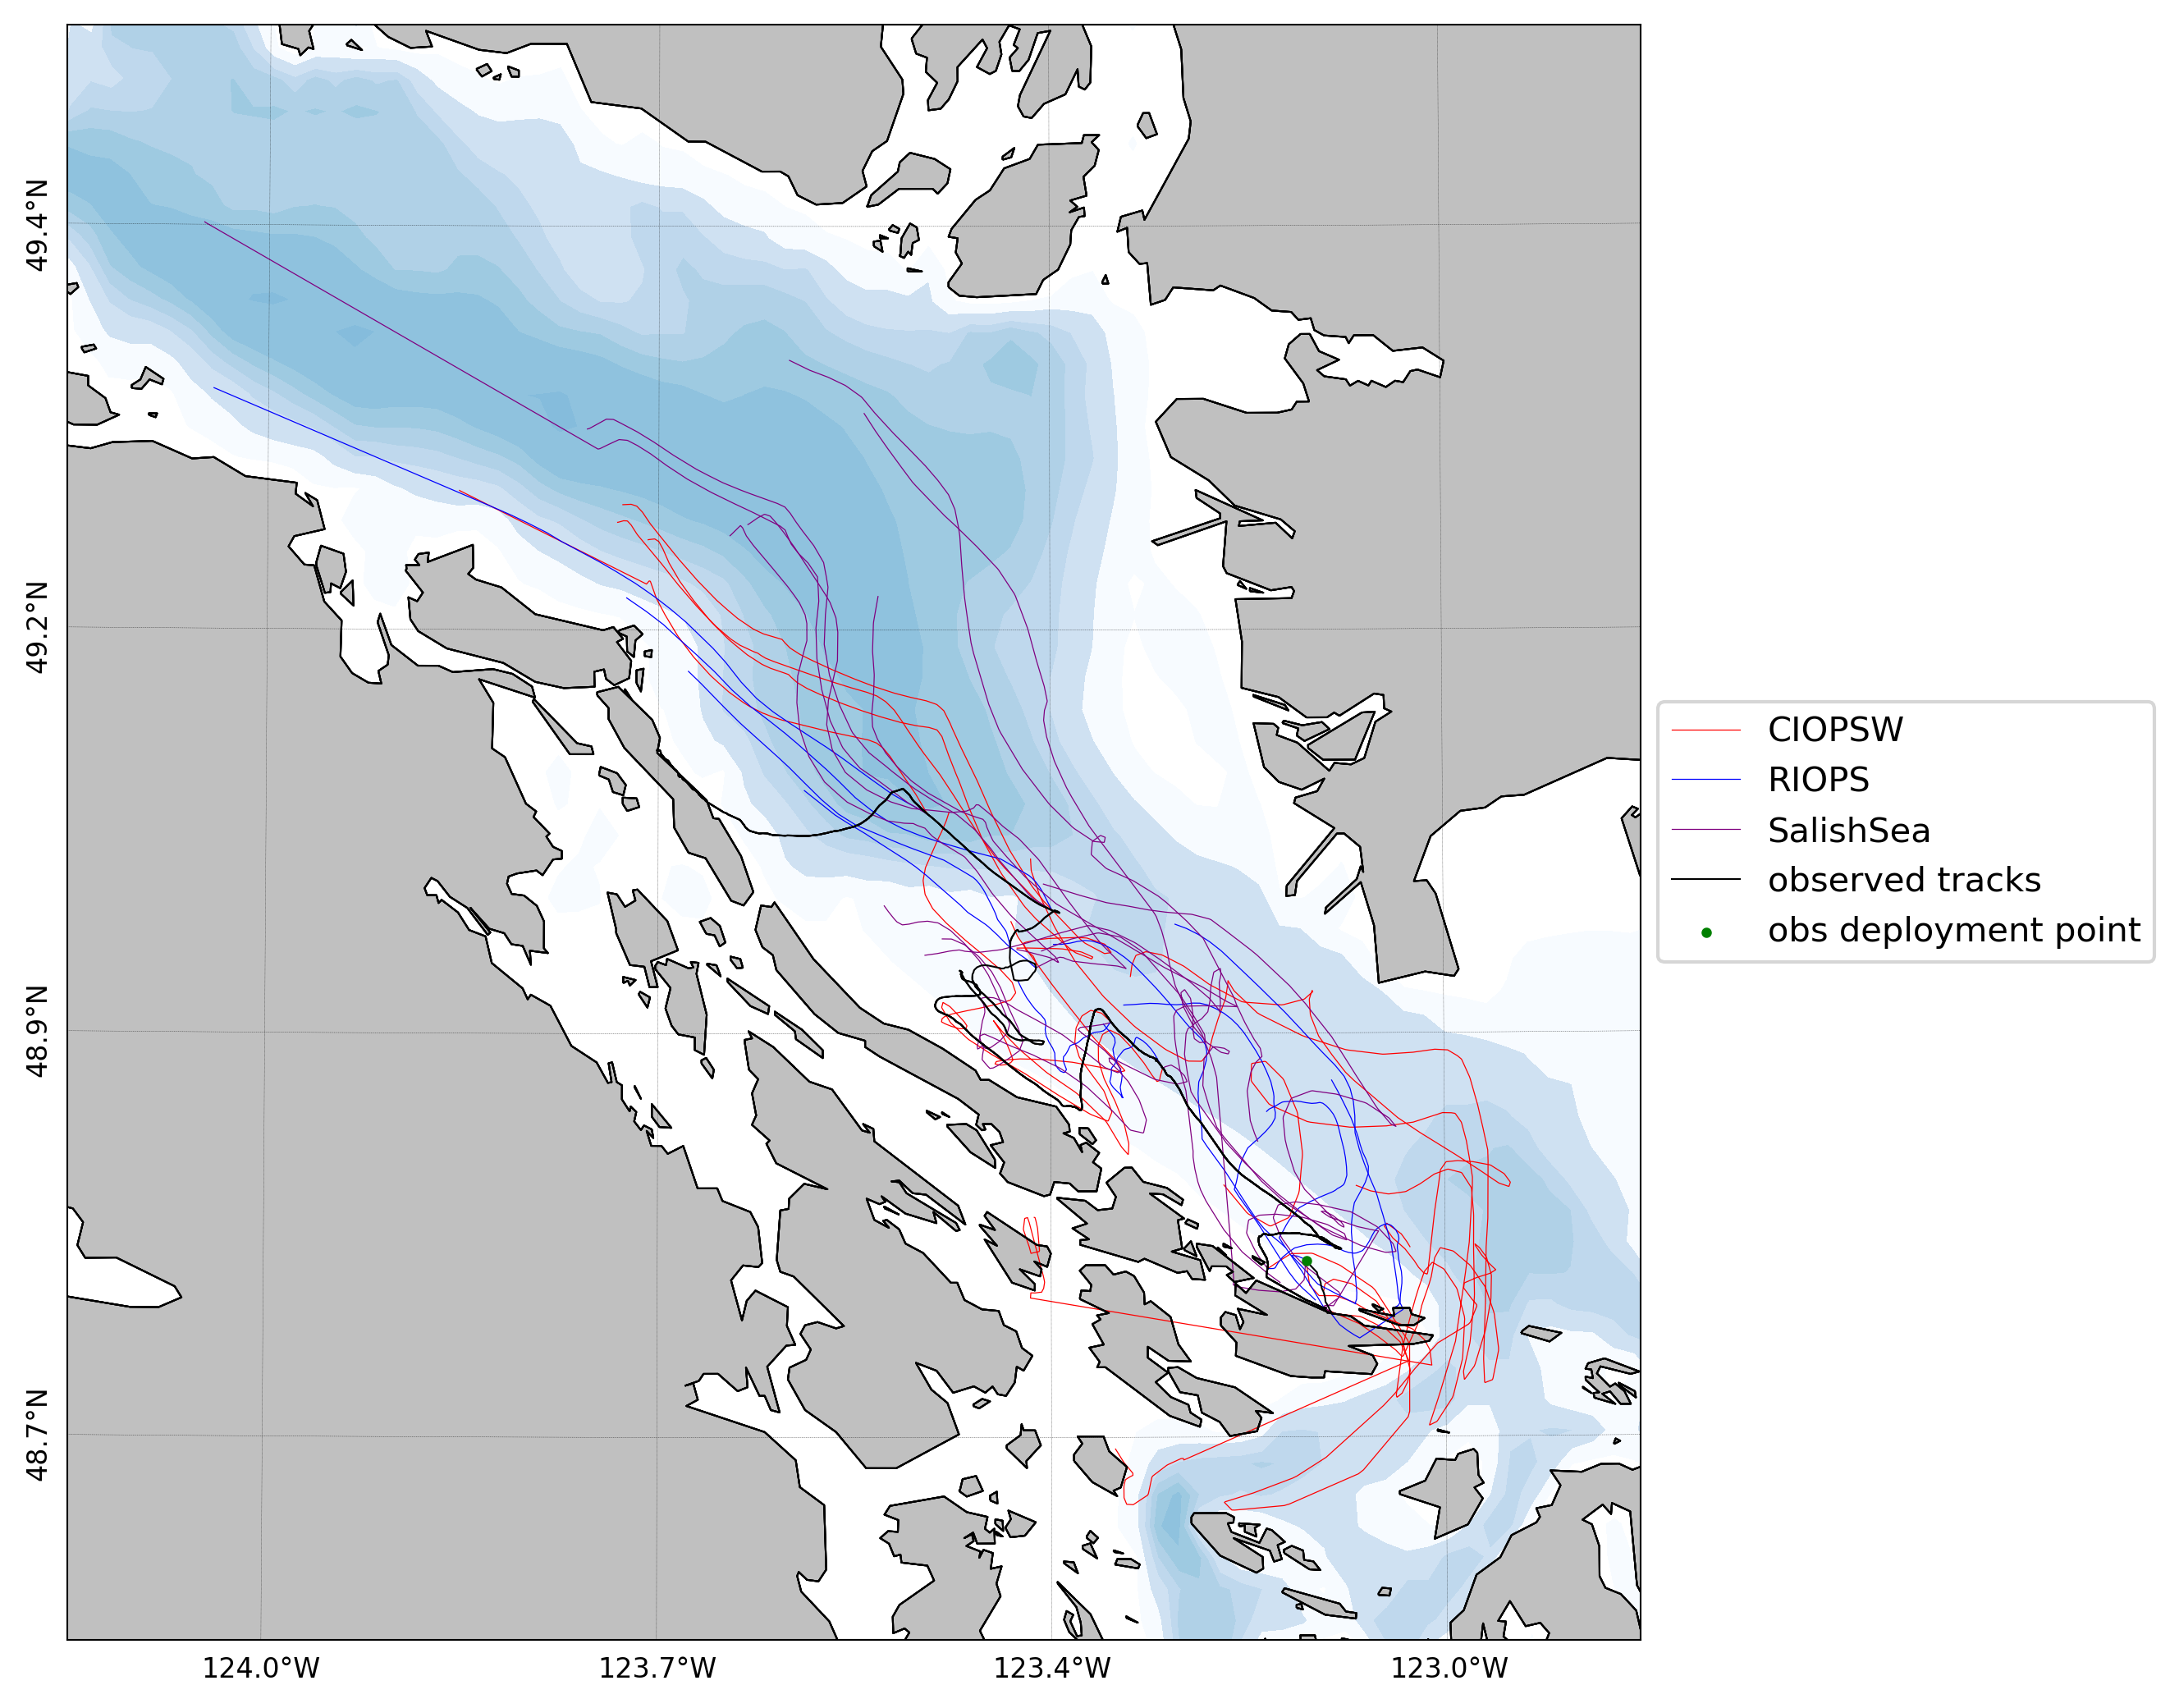 49.4°N
49.2°N
48.9°N
48.7°N
124.0°W
123.7°W
123.4°W
123.0°W
CIOPSW
RIOPS
SalishSea
observed tracks
obs deployment point